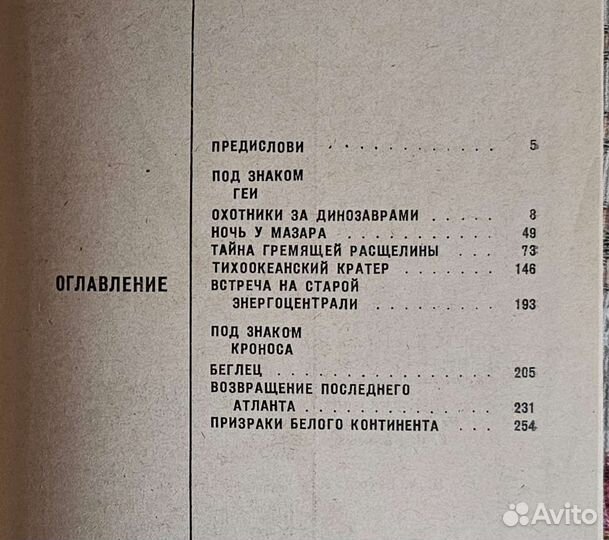 ОГЛАВЛЕНИЕ
ПРЕДИСЛОВИ . . . . . . . . . . . . 5
ПОД ЗНАКОМ
ГЕИ
ОХОТНИКИ ЗА ДИНОЗАВРАМИ . . . . . . 8
НОЧЬ У МАЗАРА . . . . . . . . . . . 49
ТАЙНА ГРЕМЯЩЕЙ РАСЩЕЛИНЫ . . . . . 73
ТИХООКЕАНСКИЙ КРАТЕР . . . . . . . 146
ВСТРЕЧА НА СТАРОЙ
ЭНЕРГОЦЕНТРАЛИ . . . . . . . . . 193
ПОД ЗНАКОМ
КРОНОСА
БЕГЛЕЦ . . . . . . . . . . . . . . 205
ВОЗВРАЩЕНИЕ ПОСЛЕДНЕГО
АТЛАНТА . . . . . . . . . . . . 231
ПРИЗРАКИ БЕЛОГО КОНТИНЕНТА . . . . 254
Avito